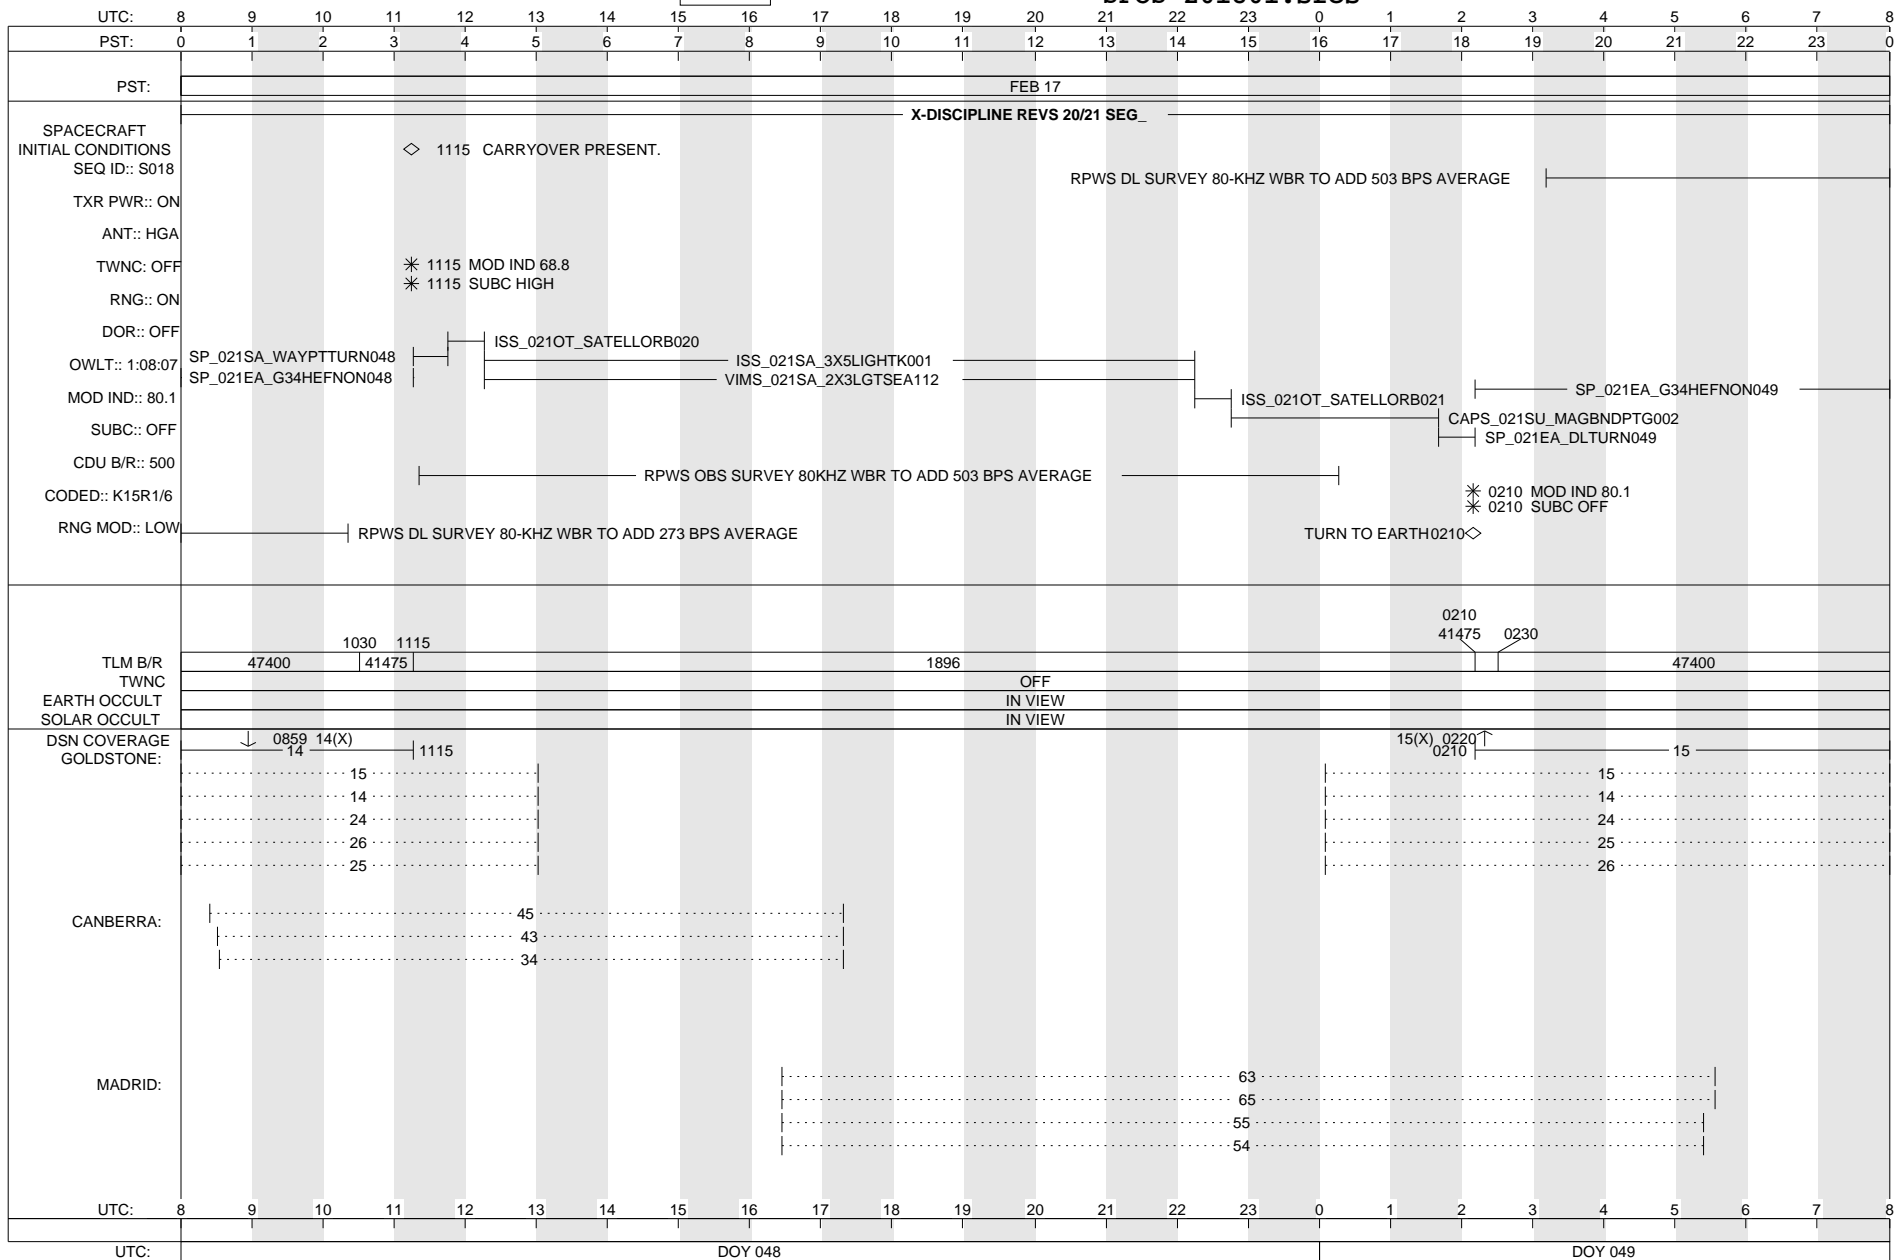 UTC: 8 9 10 11 12 13 14 15 16 17 18 19 20 21 22 23 0 1 2 3 4 5 6 7 8
PST: 0 1 2 3 4 5 6 7 8 9 10 11 12 13 14 15 16 17 18 19 20 21 22 23 0
PST: FEB 17
X-DISCIPLINE REVS 20/21 SEG_
SPACECRAFT
INITIAL CONDITIONS
1115 CARRYOVER PRESENT.
SEQ ID:: S018
RPWS DL SURVEY 80-KHZ WBR TO ADD 503 BPS AVERAGE
TXR PWR:: ON
ANT:: HGA
TWNC: OFF
1115 MOD IND 68.8
1115 SUBC HIGH
RNG:: ON
DOR:: OFF
ISS_021OT_SATELLORB020
SP_021SA_WAYPTTURN048
ISS_021SA_3X5LIGHTK001
OWLT:: 1:08:07
SP_021EA_G34HEFNON048
VIMS_021SA_2X3LGTSEA112
SP_021EA_G34HEFNON049
MOD IND:: 80.1
ISS_021OT_SATELLORB021
CAPS_021SU_MAGBNDPTG002
SUBC:: OFF
SP_021EA_DLTURN049
CDU B/R:: 500
RPWS OBS SURVEY 80KHZ WBR TO ADD 503 BPS AVERAGE
CODED:: K15R1/6
0210 MOD IND 80.1
0210 SUBC OFF
RNG MOD:: LOW
RPWS DL SURVEY 80-KHZ WBR TO ADD 273 BPS AVERAGE
TURN TO EARTH0210
0210
1030 1115 41475 0230
TLM B/R 47400 41475 1896 47400
TWNC OFF
EARTH OCCULT IN VIEW
SOLAR OCCULT IN VIEW
DSN COVERAGE 0859 14(X) 15(X) 0220
GOLDSTONE: 14 1115 0210 15
15 15
14 14
24 24
26 25
25 26
CANBERRA: 45
43
34
MADRID: 63
65
55
54
UTC: 8 9 10 11 12 13 14 15 16 17 18 19 20 21 22 23 0 1 2 3 4 5 6 7 8
UTC: DOY 048 DOY 049